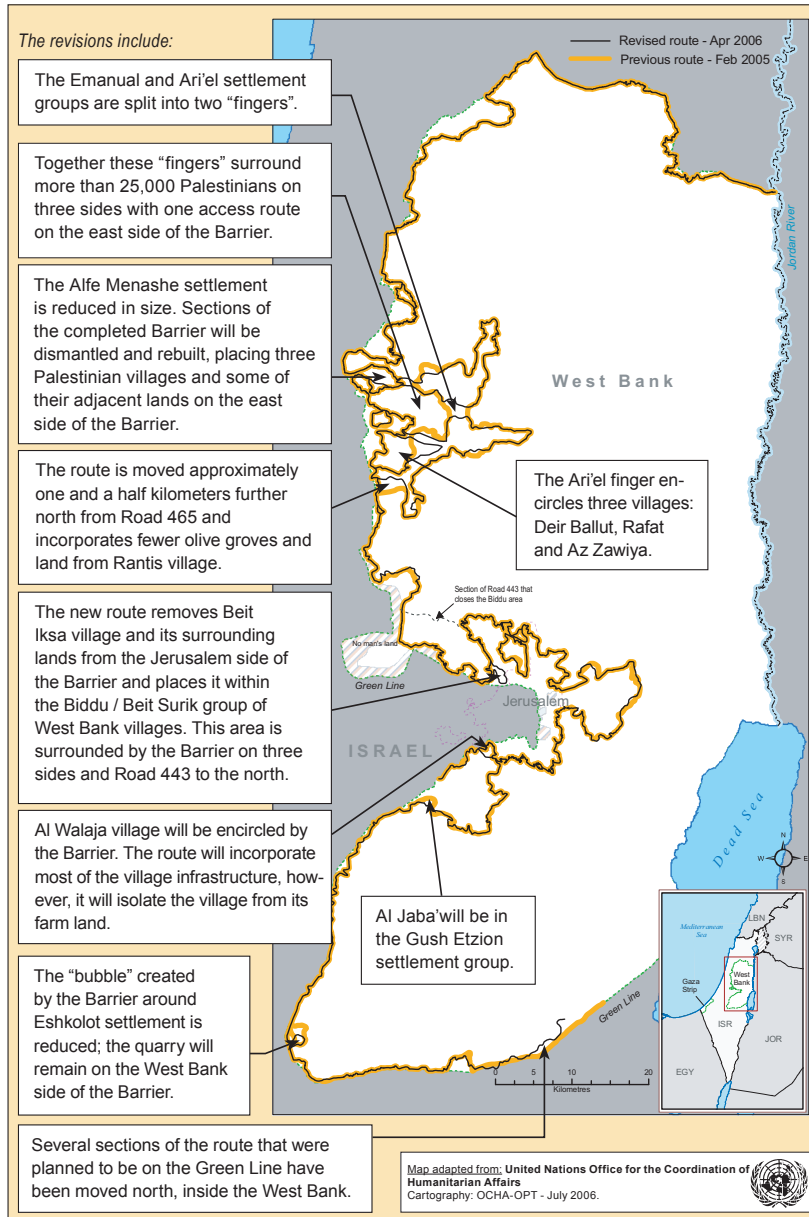 The revisions include:
Revised route - Apr 2006
Previous route - Feb 2005
The Emanual and Ari'el settlement
groups are split into two “fingers”.
Together these “fingers” surround
more than 25,000 Palestinians on
three sides with one access route
on the east side of the Barrier.
The Alfe Menashe settlement
is reduced in size. Sections of
the completed Barrier will be
dismantled and rebuilt, placing three
Palestinian villages and some of
their adjacent lands on the east
side of the Barrier.
The route is moved approximately
one and a half kilometers further
north from Road 465 and
incorporates fewer olive groves and
land from Rantis village.
The new route removes Beit
Iksa village and its surrounding
lands from the Jerusalem side of
the Barrier and places it within
the Biddu / Beit Surik group of
West Bank villages. This area is
surrounded by the Barrier on three
sides and Road 443 to the north.
Al Walaja village will be encircled by
the Barrier. The route will incorporate
most of the village infrastructure, how-
ever, it will isolate the village from its
farm land.
The “bubble” created
by the Barrier around
Eshkolot settlement is
reduced; the quarry will
remain on the West Bank
side of the Barrier.
Several sections of the route that were
planned to be on the Green Line have
been moved north, inside the West Bank.
Jordan River
West Bank
The Ari'el finger en-
circles three villages:
Deir Ballut, Rafat
and Az Zawiya.
Section of Road 443 that
closes the Biddu area
No man's land
Green Line
Jerusalem
ISRAEL
Dead Sea
Al Jaba'will be in
the Gush Etzion
settlement group.
Green Line
0 5 10 20
Kilometres
N
W E
S
Mediterranean
Sea
LBN
SYR
West
Bank
Gaza
Strip
ISR
JOR
EGY
Map adapted from: United Nations Office for the Coordination of
Humanitarian Affairs
Cartography: OCHA-OPT - July 2006.